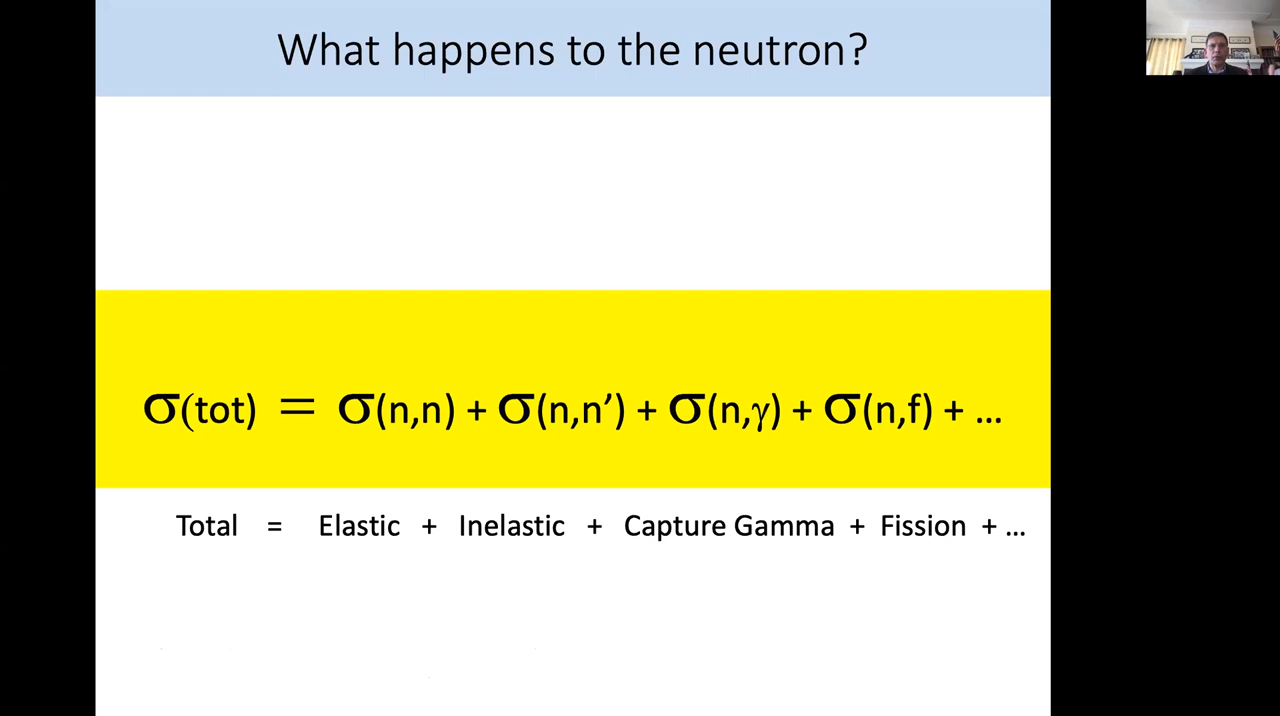 What happens to the neutron?
σ(tot) = σ(n,n) + σ(n,n’) + σ(n,γ) + σ(n,f) + …
Total = Elastic + Inelastic + Capture Gamma + Fission + …